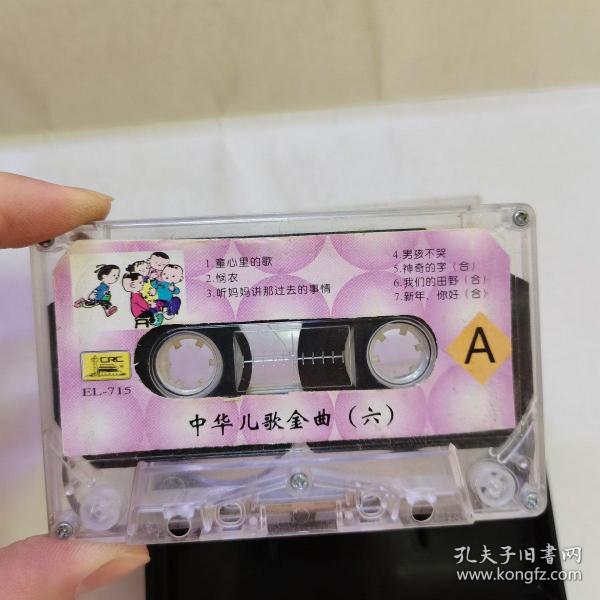 1.童心里的歌
2.悯农
3.听妈妈讲那过去的事情
4.男孩不哭
5.神奇的字（合）
6.我们的田野（合）
7.新年，你好（合）
CRC
EL-715
A
中华儿歌金曲（六）
孔夫子旧书网
www.kongfz.com